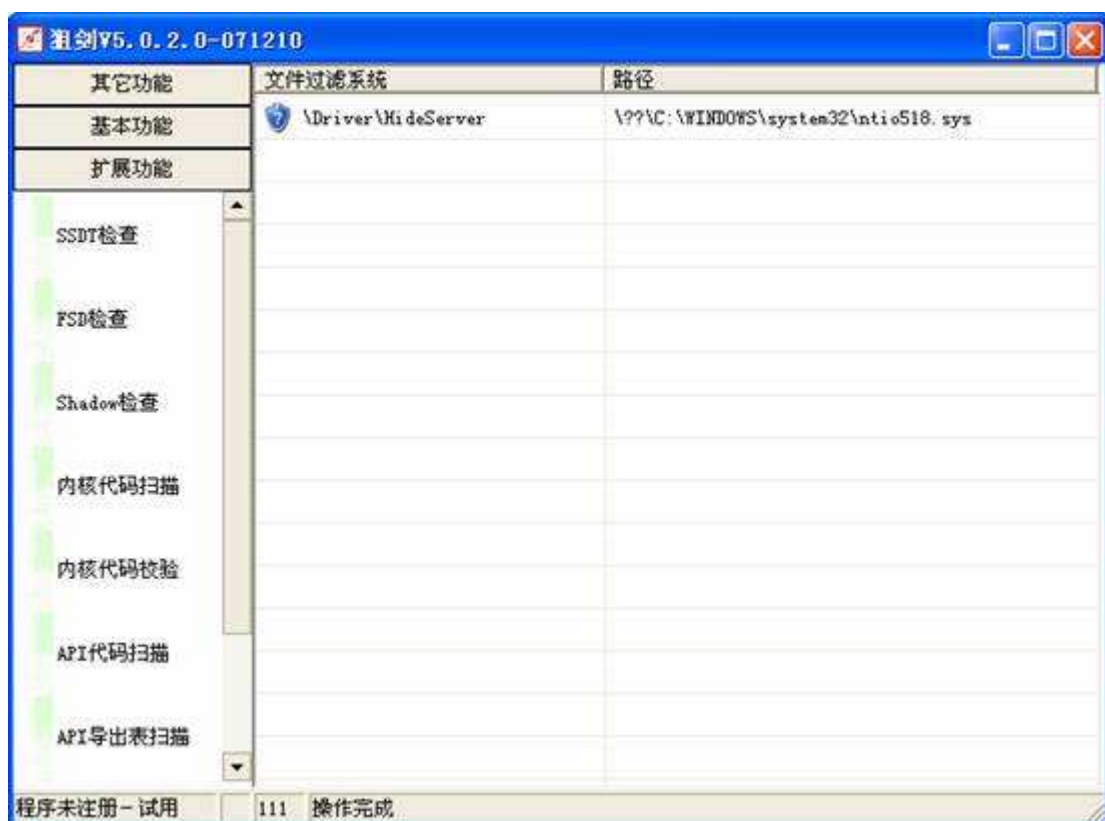 狙剑V5.0.2.0-071210
其它功能
基本功能
扩展功能
SSDT检查
FSD检查
Shadow检查
内核代码扫描
内核代码校验
API代码扫描
API导出表扫描
文件过滤系统 路径
\Driver\HideServer \??\C:\WINDOWS\system32\ntio518.sys
程序未注册-试用 111 操作完成